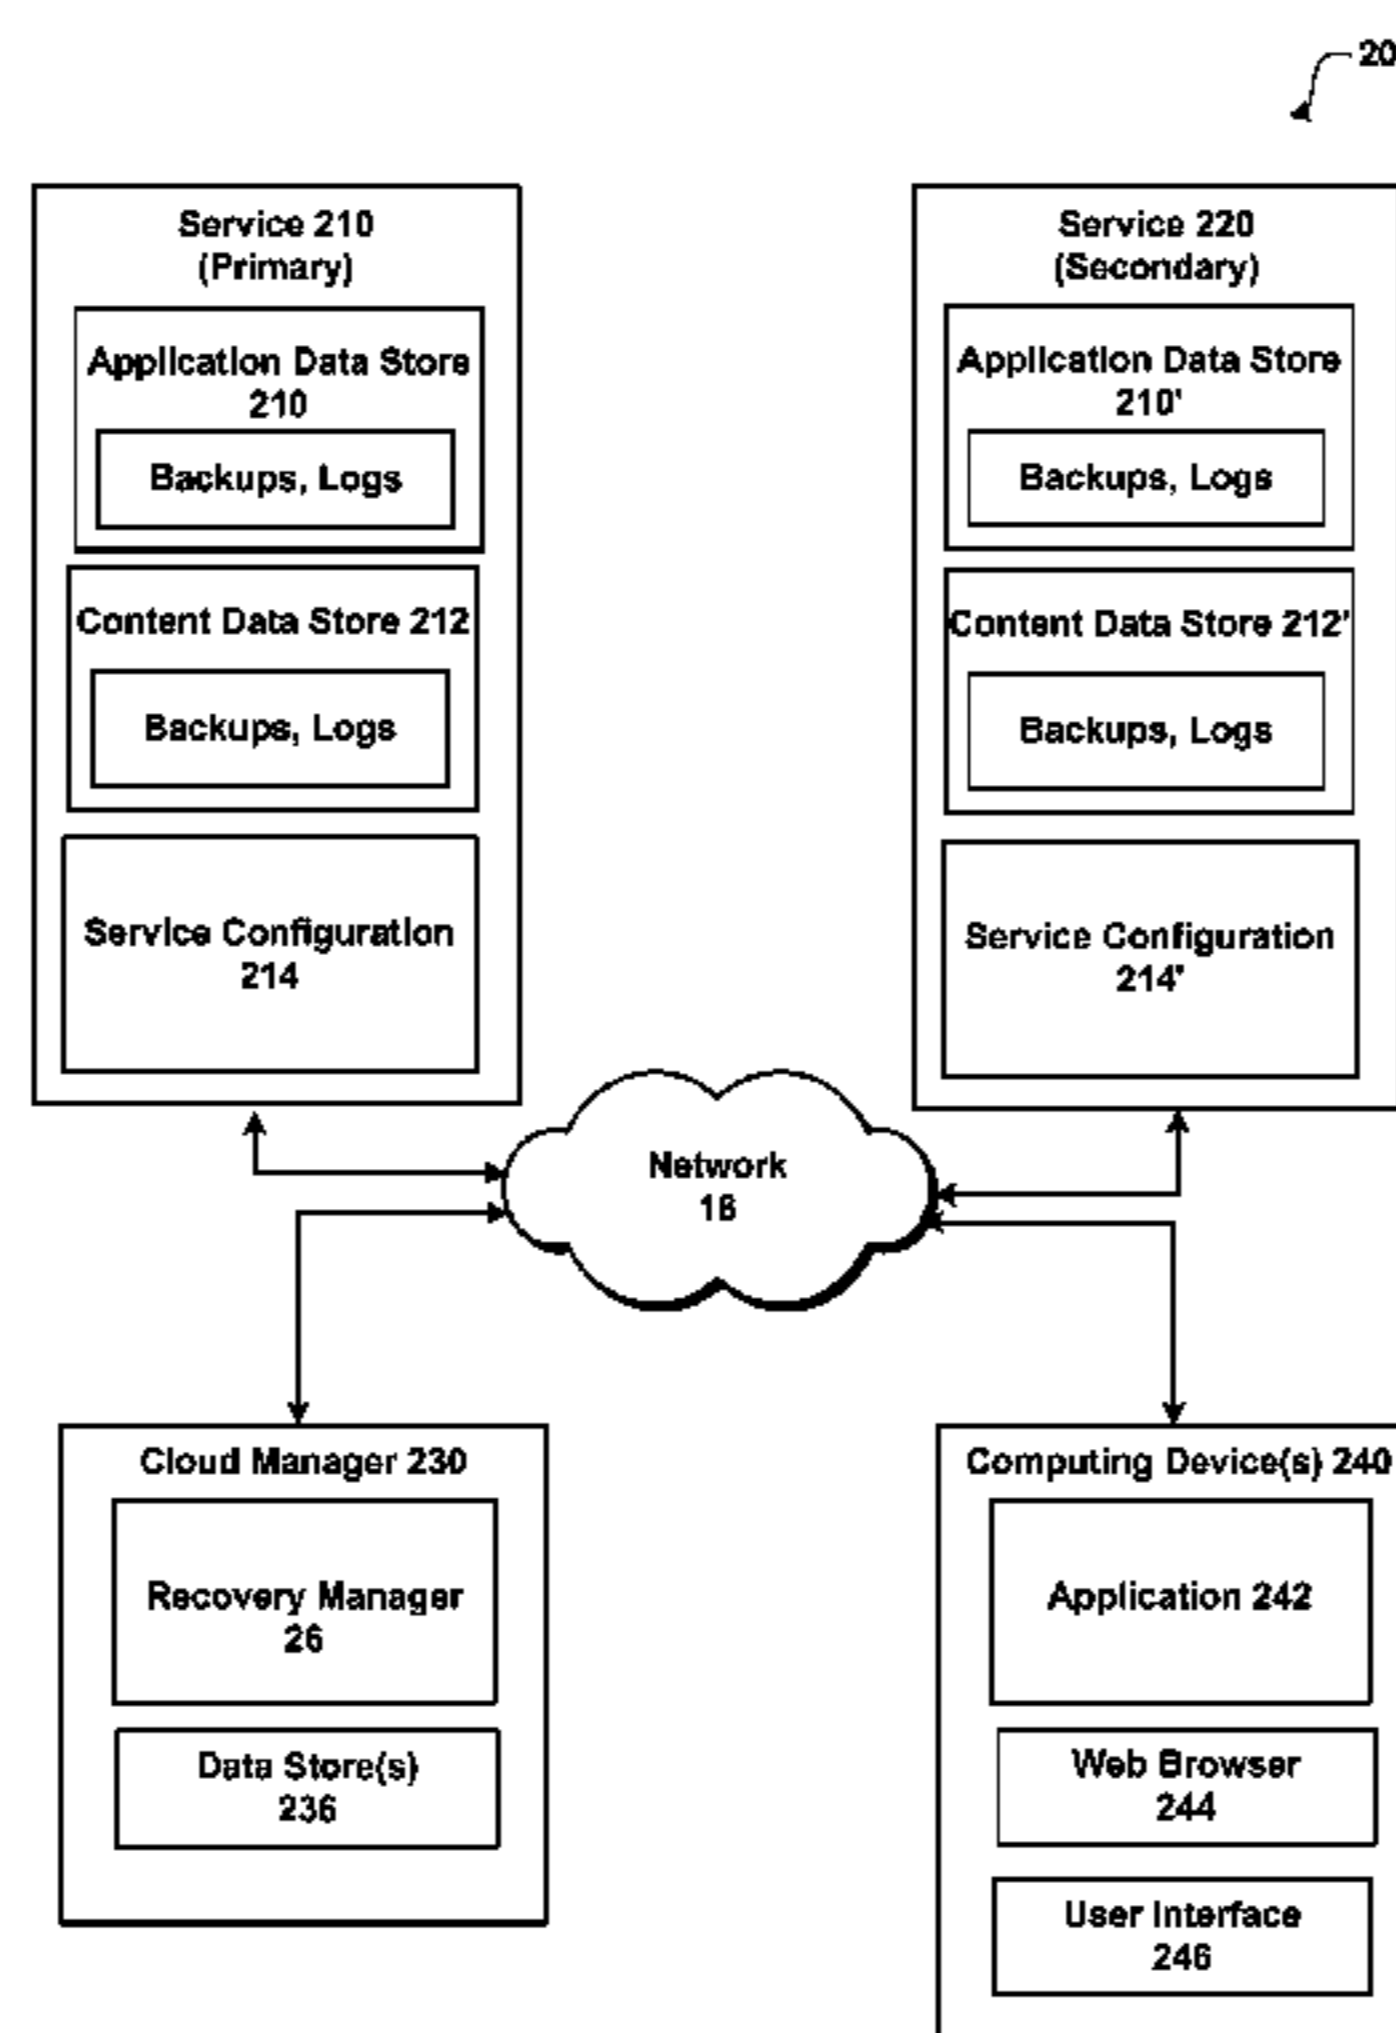 20
Service 210
(Primary)
Application Data Store
210
Backups, Logs
Content Data Store 212
Backups, Logs
Service Configuration
214
Service 220
(Secondary)
Application Data Store
210'
Backups, Logs
Content Data Store 212'
Backups, Logs
Service Configuration
214'
Network
18
Cloud Manager 230
Recovery Manager
26
Data Store(s)
236
Computing Device(s) 240
Application 242
Web Browser
244
User Interface
246